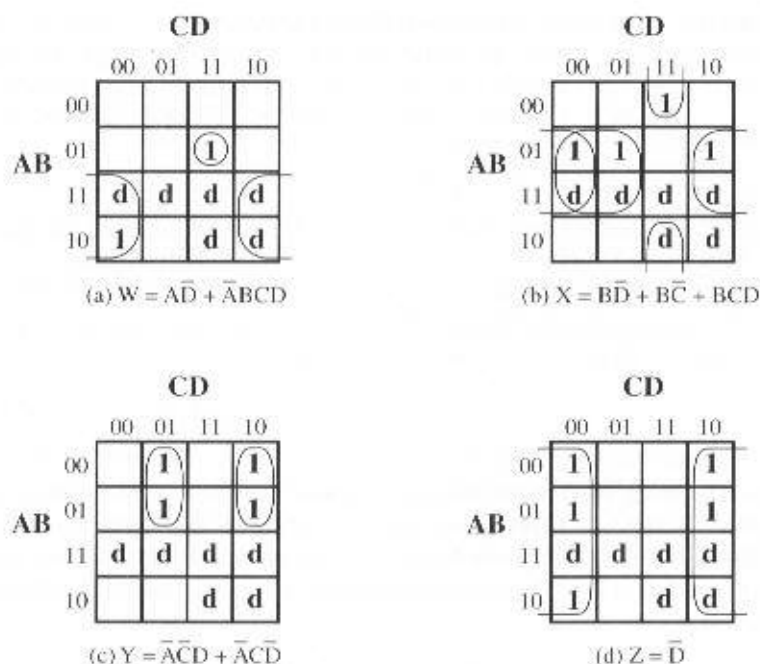 CD
00 01 11 10
00 1
AB 01 1
11 d d d d
10 1 d d
(a) W = AD̅ + A̅BCD
CD
00 01 11 10
00 1
AB 01 1 1 1
11 d d d d
10 d d
(b) X = BD̅ + BC̅ + BCD
CD
00 01 11 10
00 1 1
AB 01 1 1
11 d d d d
10 d d
(c) Y = A̅C̅D + A̅CD̅
CD
00 01 11 10
00 1 1
AB 01 1 1
11 d d d d
10 1 d d
(d) Z = D̅